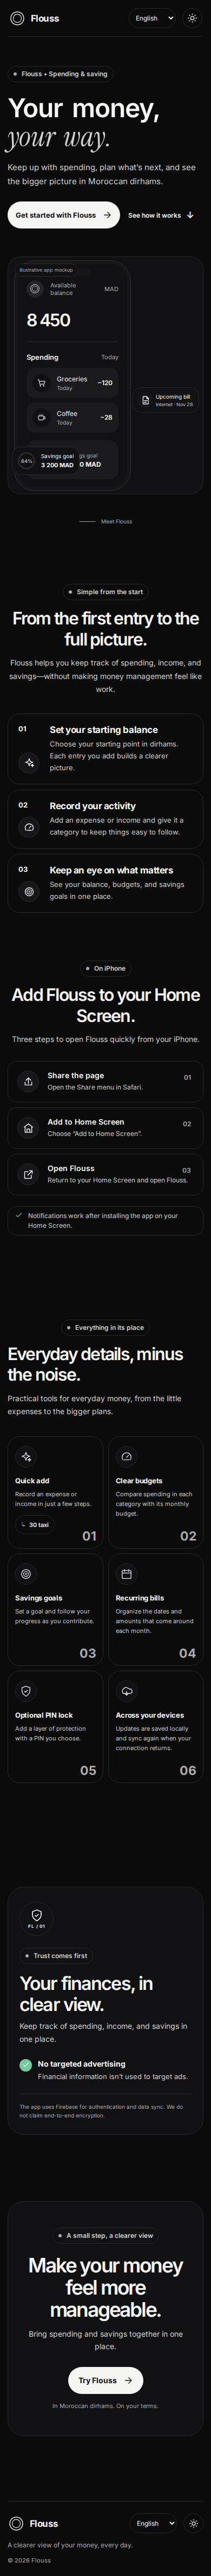 Flouss
English
Flouss • Spending & saving
Your money,
your way.
Keep up with spending, plan what's next, and see
the bigger picture in Moroccan dirhams.
Get started with Flouss
See how it works
Illustrative app mockup
Available
balance
MAD
8 450
Spending
Today
Groceries
Today
−120
Coffee
Today
−28
Upcoming bill
Internet · Nov 28
64%
Savings goal
3 200 MAD
Meet Flouss
Simple from the start
From the first entry to the
full picture.
Flouss helps you keep track of spending, income, and
savings—without making money management feel like
work.
01
Set your starting balance
Choose your starting point in dirhams.
Each entry you add builds a clearer
picture.
02
Record your activity
Add an expense or income and give it a
category to keep things easy to follow.
03
Keep an eye on what matters
See your balance, budgets, and savings
goals in one place.
On iPhone
Add Flouss to your Home
Screen.
Three steps to open Flouss quickly from your iPhone.
Share the page
01
Open the Share menu in Safari.
Add to Home Screen
02
Choose "Add to Home Screen".
Open Flouss
03
Return to your Home Screen and open Flouss.
Notifications work after installing the app on your
Home Screen.
Everything in its place
Everyday details, minus
the noise.
Practical tools for everyday money, from the little
expenses to the bigger plans.
Quick add
Record an expense or
income in just a few steps.
30 taxi
01
Clear budgets
Compare spending in each
category with its monthly
budget.
02
Savings goals
Set a goal and follow your
progress as you contribute.
03
Recurring bills
Organize the dates and
amounts that come around
each month.
04
Optional PIN lock
Add a layer of protection
with a PIN you choose.
05
Across your devices
Updates are saved locally
and sync again when your
connection returns.
06
FL / 01
Trust comes first
Your finances, in
clear view.
Keep track of spending, income, and savings in
one place.
No targeted advertising
Financial information isn't used to target ads.
The app uses Firebase for authentication and data sync. We do
not claim end-to-end encryption.
A small step, a clearer view
Make your money
feel more
manageable.
Bring spending and savings together in one
place.
Try Flouss
In Moroccan dirhams. On your terms.
Flouss
English
A clearer view of your money, every day.
© 2026 Flouss